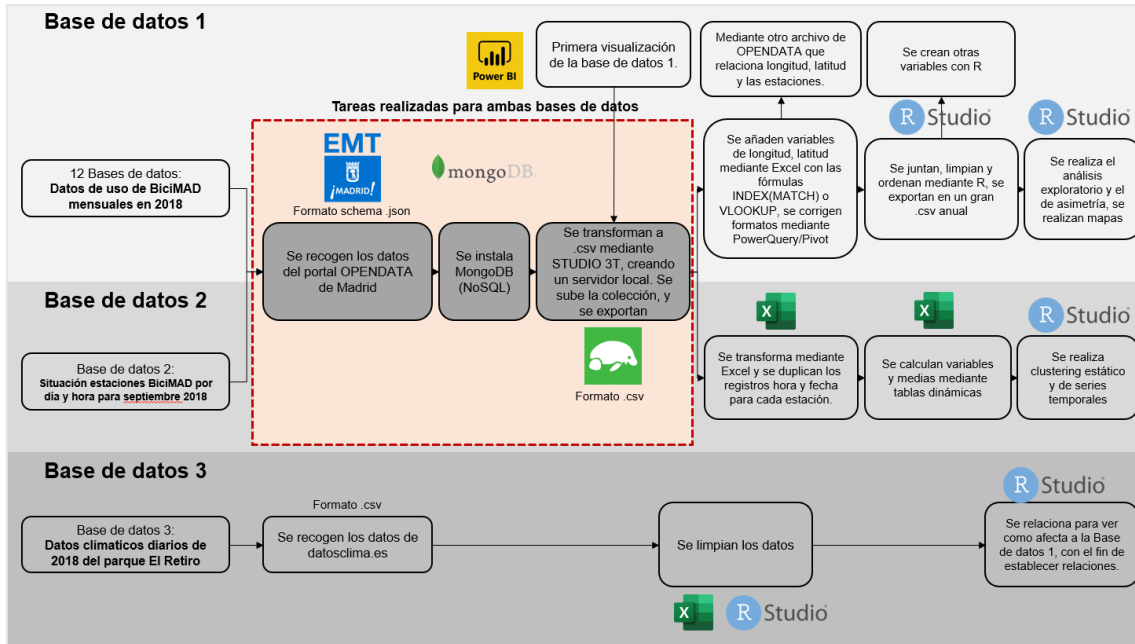 Base de datos 1
Power BI
Primera visualización
de la base de datos 1.
Mediante otro archivo de
OPENDATA que
relaciona longitud, latitud
y las estaciones.
Se crean otras
variables con R
Tareas realizadas para ambas bases de datos
R Studio
R Studio
EMT
¡MADRID!
mongoDB
Formato schema .json
12 Bases de datos:
Datos de uso de BiciMAD
mensuales en 2018
Se recogen los datos
del portal OPENDATA
de Madrid
Se instala
MongoDB
(NoSQL)
Se transforman a
.csv mediante
STUDIO 3T, creando
un servidor local. Se
sube la colección, y
se exportan
Se añaden variables
de longitud, latitud
mediante Excel con las
fórmulas
INDEX(MATCH) o
VLOOKUP, se corrigen
formatos mediante
PowerQuery/Pivot
Se juntan, limpian y
ordenan mediante R, se
exportan en un gran
.csv anual
Se realiza el
análisis
exploratorio y el
de asimetría, se
realizan mapas
Base de datos 2
Base de datos 2:
Situación estaciones BiciMAD por
día y hora para septiembre 2018
Formato .csv
X
X
R Studio
Se transforma mediante
Excel y se duplican los
registros hora y fecha
para cada estación.
Se calculan variables
y medias mediante
tablas dinámicas
Se realiza
clustering estático
y de series
temporales
Base de datos 3
Base de datos 3:
Datos clímaticos diarios de
2018 del parque El Retiro
Formato .csv
Se recogen los datos de
datosclima.es
Se limpian los datos
X
R Studio
R Studio
Se relaciona para ver
como afecta a la Base
de datos 1, con el fin de
establecer relaciones.